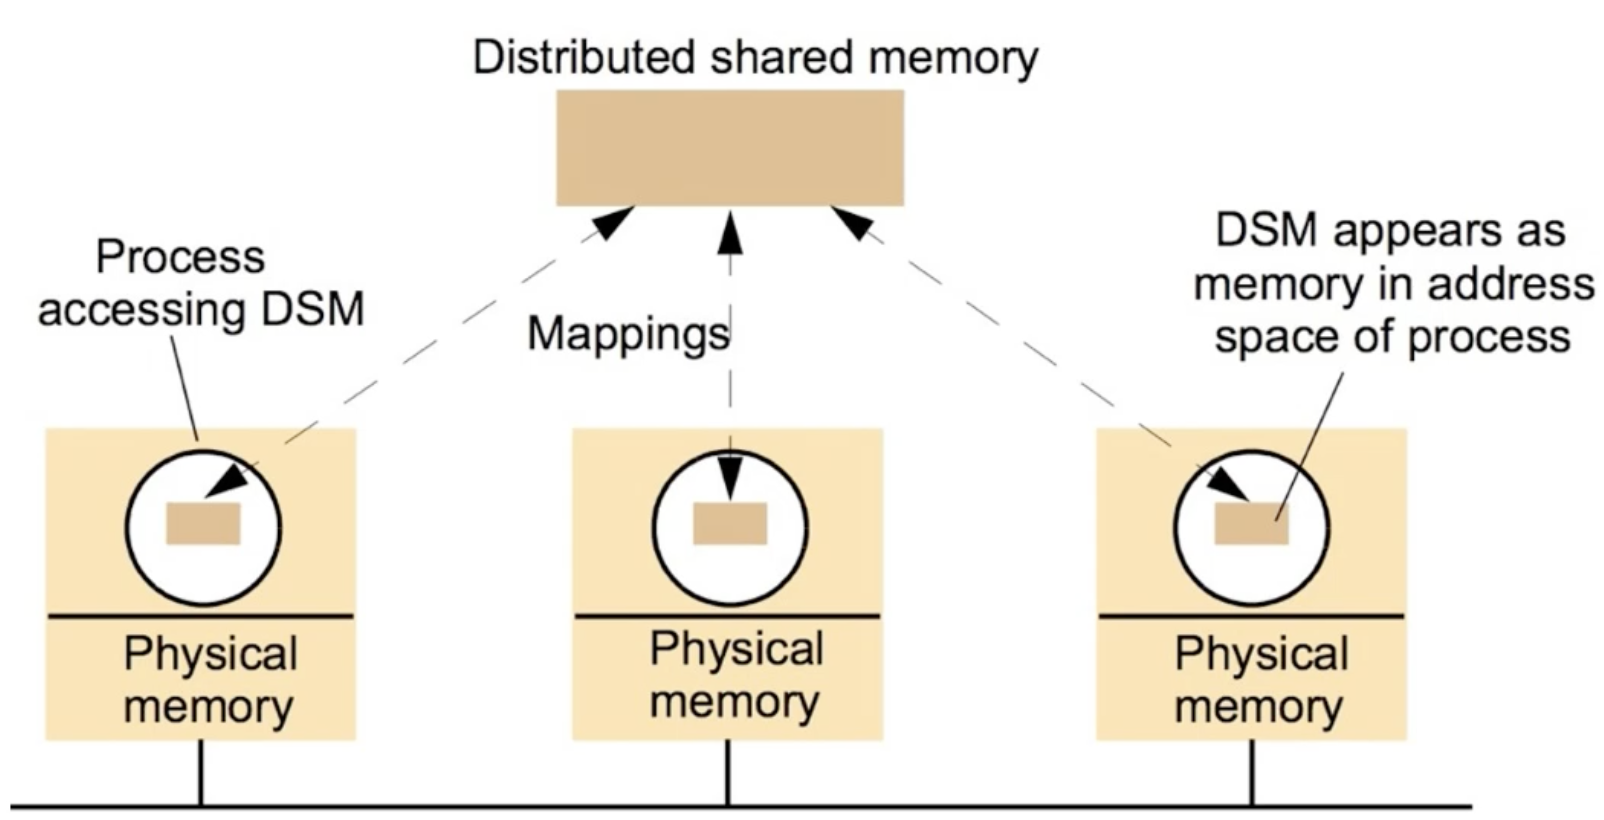 Distributed shared memory
Process
accessing DSM
Mappings
DSM appears as
memory in address
space of process
Physical
memory
Physical
memory
Physical
memory